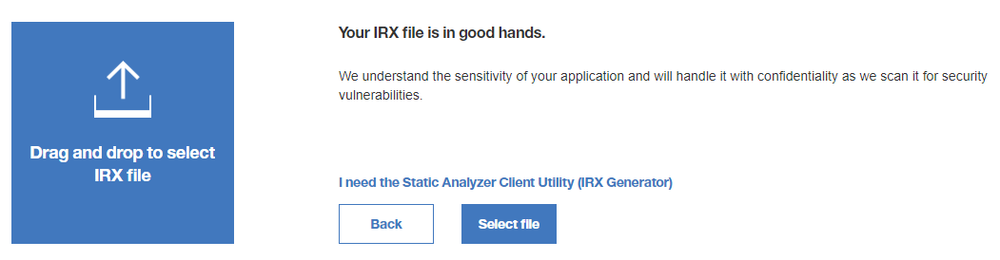 Drag and drop to select
IRX file
Your IRX file is in good hands.
We understand the sensitivity of your application and will handle it with confidentiality as we scan it for security
vulnerabilities.
I need the Static Analyzer Client Utility (IRX Generator)
Back
Select file